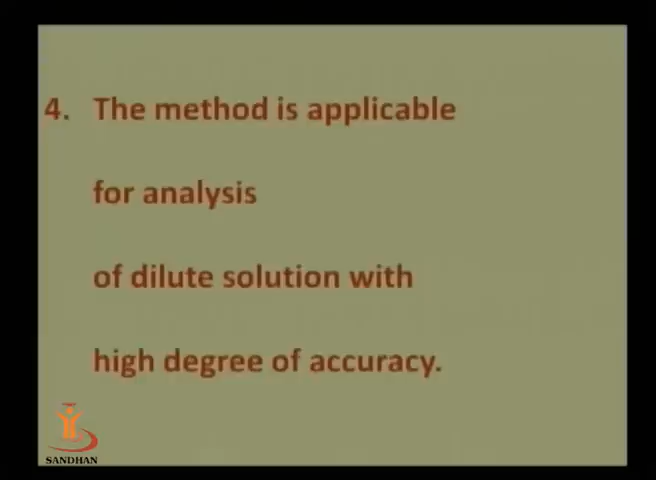 4. The method is applicable
for analysis
of dilute solution with
high degree of accuracy.
SANDHAN